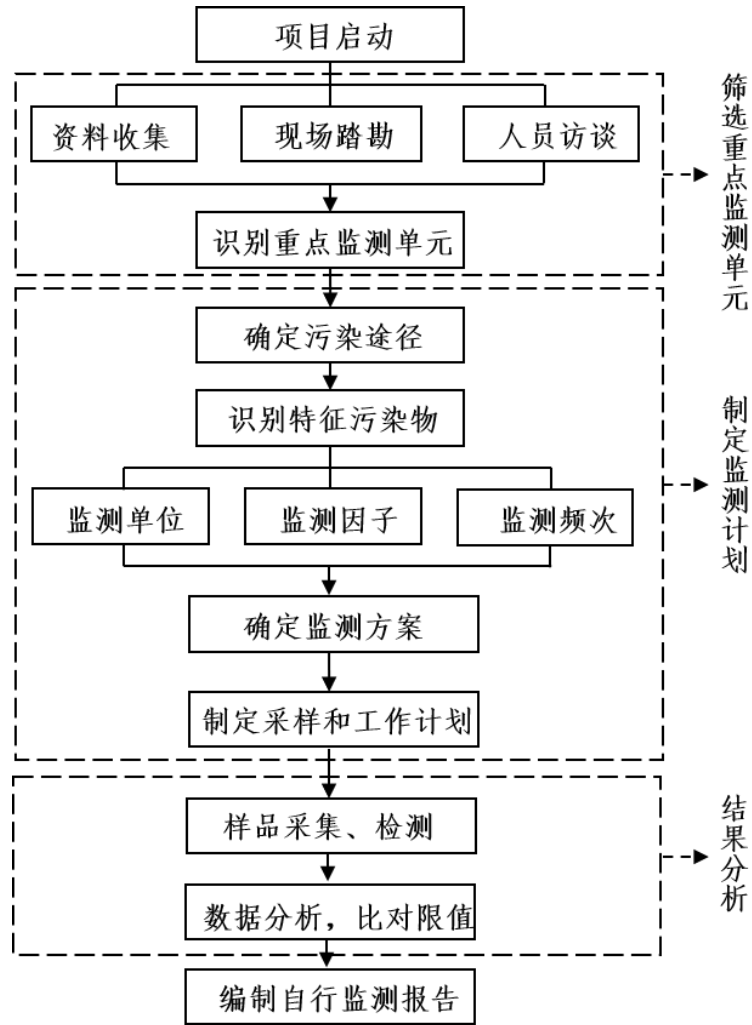 项目启动
资料收集
现场踏勘
人员访谈
识别重点监测单元
筛选重点监测单元
确定污染途径
识别特征污染物
监测单位
监测因子
监测频次
确定监测方案
制定采样和工作计划
制定监测计划
样品采集、检测
数据分析，比对限值
结果分析
编制自行监测报告